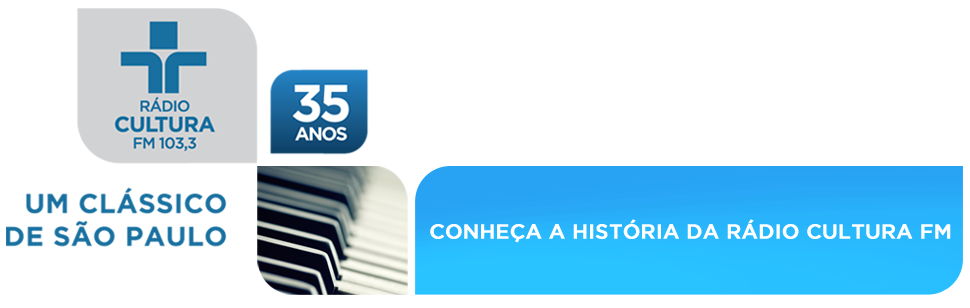 RÁDIO
CULTURA
FM 103,3
35
ANOS
UM CLÁSSICO
DE SÃO PAULO
CONHEÇA A HISTÓRIA DA RÁDIO CULTURA FM